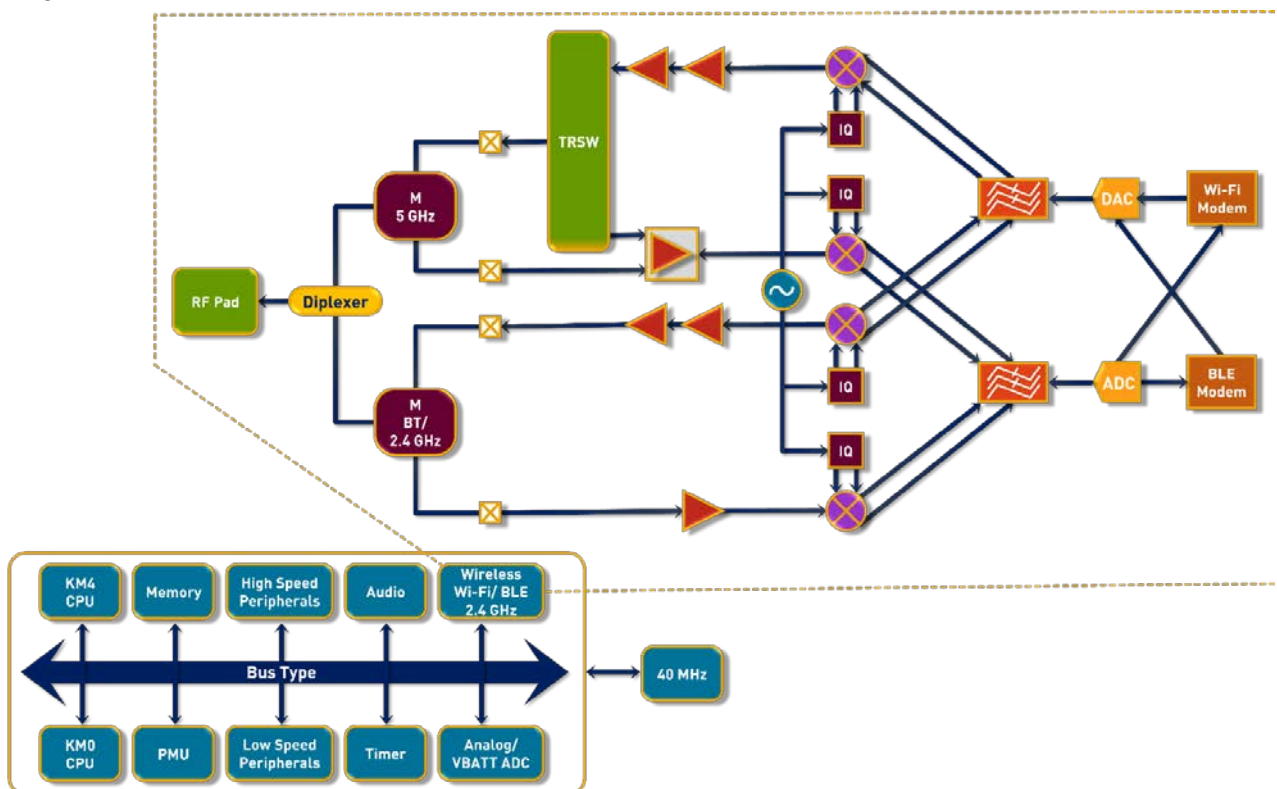 TRSW
IQ
IQ
DAC
Wi-Fi
Modem
M
5 GHz
RF Pad
Diplexer
M
BT/
2.4 GHz
IQ
ADC
BLE
Modem
IQ
KM4
CPU
Memory
High Speed
Peripherals
Audio
Wireless
Wi-Fi/ BLE
2.4 GHz
Bus Type
40 MHz
KM0
CPU
PMU
Low Speed
Peripherals
Timer
Analog/
VBATT ADC